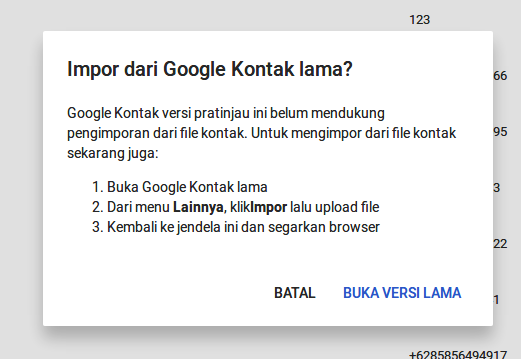 123
Impor dari Google Kontak lama?
66
Google Kontak versi pratinjau ini belum mendukung
pengimporan dari file kontak. Untuk mengimpor dari file kontak
95
sekarang juga:
1. Buka Google Kontak lama
3
2. Dari menu Lainnya, klikImpor lalu upload file
3. Kembali ke jendela ini dan segarkan browser
22
BATAL
BUKA VERSI LAMA
1
+6285856494917